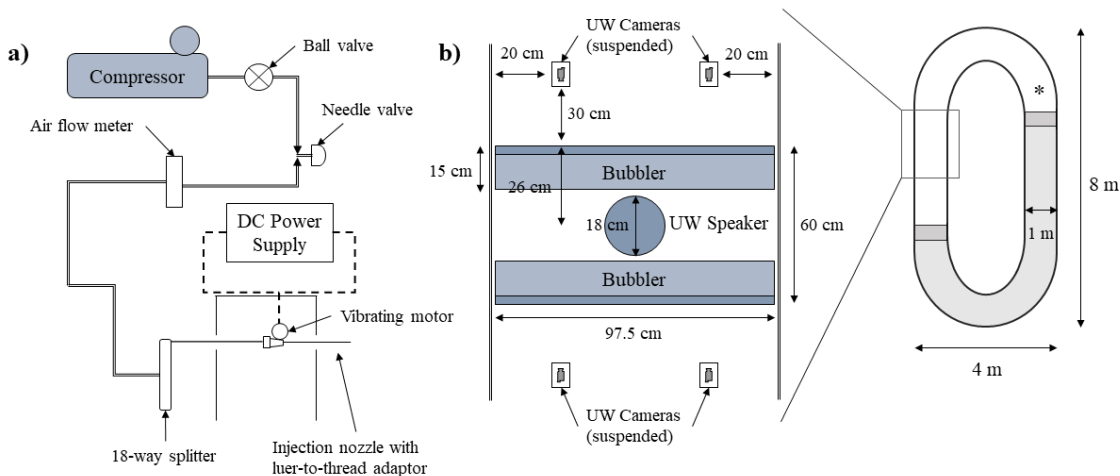 a)
Compressor
Ball valve
Needle valve
Air flow meter
DC Power
Supply
Vibrating motor
18-way splitter
Injection nozzle with
luer-to-thread adaptor
b)
UW Cameras
(suspended)
20 cm
20 cm
30 cm
15 cm
26 cm
Bubbler
18 cm
UW Speaker
60 cm
Bubbler
97.5 cm
UW Cameras
(suspended)
*
8 m
1 m
4 m